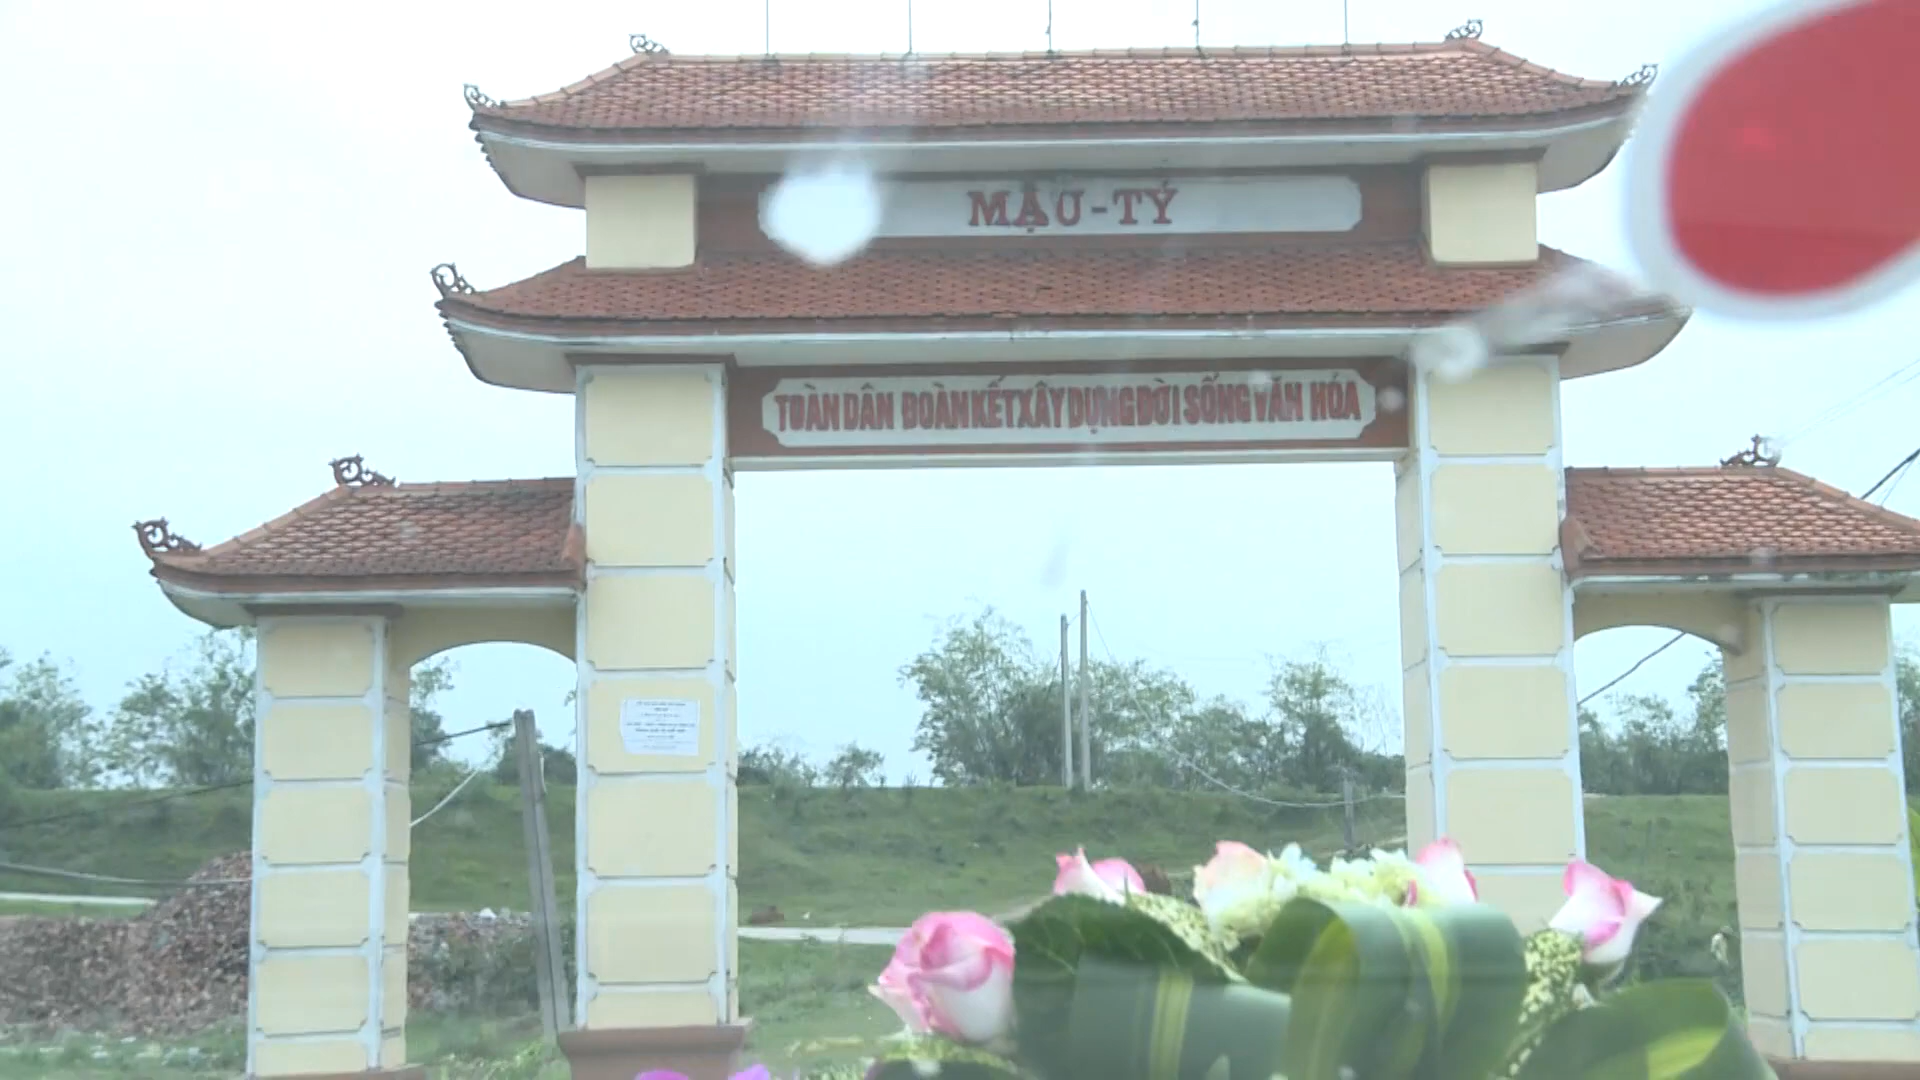 MẬU-TÝ
TOÀN DÂN ĐOÀN KẾT XÂY DỰNG ĐỜI SỐNG VĂN HÓA